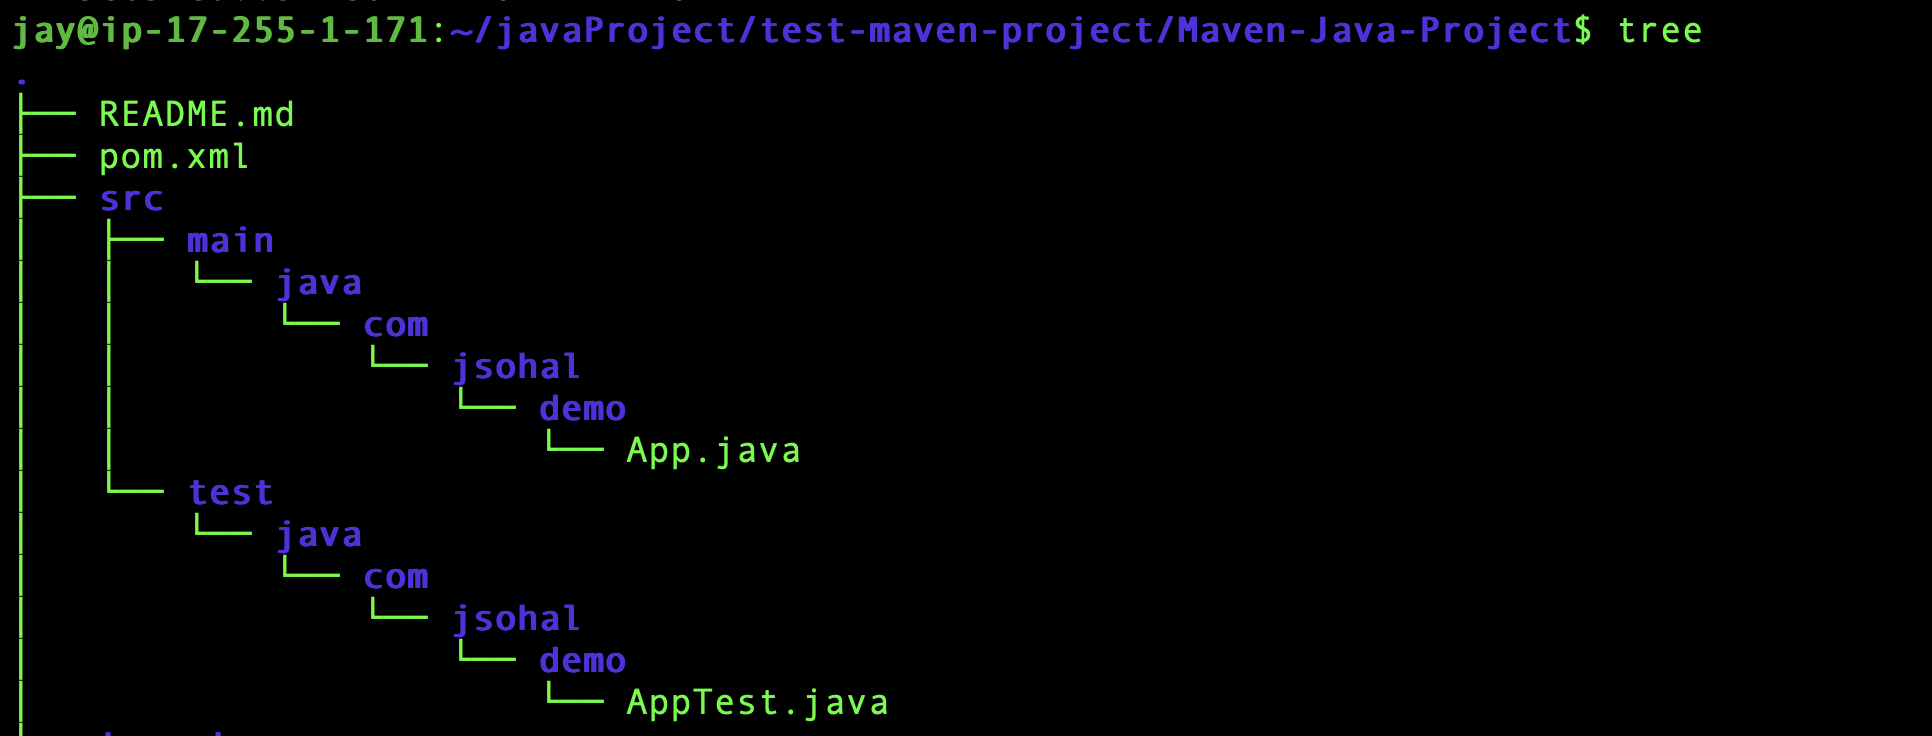 jay@ip-17-255-1-171:~/javaProject/test-maven-project/Maven-Java-Project$ tree
.
├── README.md
├── pom.xml
├── src
│   ├── main
│   │   └── java
│   │       └── com
│   │           └── jsohal
│   │               └── demo
│   │                   └── App.java
│   └── test
│       └── java
│           └── com
│               └── jsohal
│                   └── demo
│                       └── AppTest.java